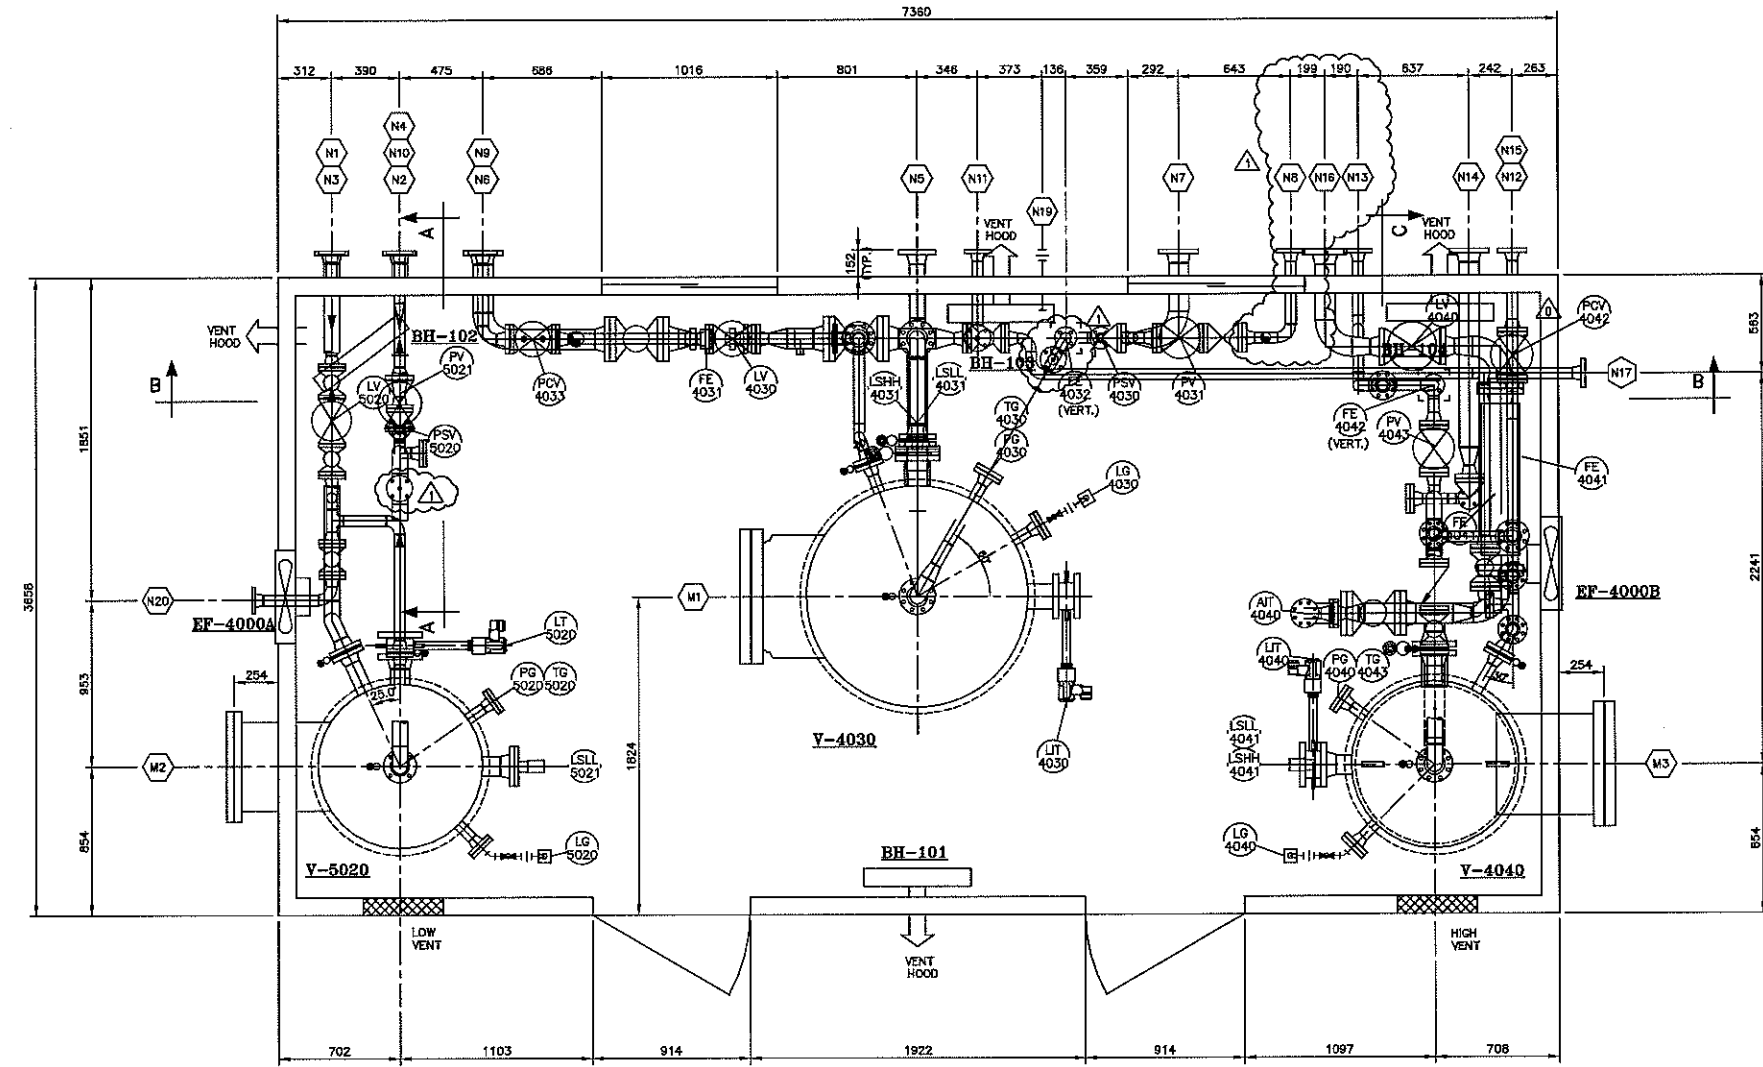 7360
312 390 475 686 1016 801 346 373 136 359 292 643 199 190 637 242 263
N4
N1 N10 N9 N15
N3 N2 N6 N5 N11 N7 N8 N16 N13 N14 N12
1
N19
A
VENT
HOOD
C
VENT
HOOD
152
(TYP.)
VENT
HOOD
BH-102
PV
5021
LV
5020
PSV
5020
1
PCV
4033
FE
4031
LV
4030
LSHH
4031
LSLL
4031
BH-103
1
4032
(VERT.)
PSV
4030
PV
4031
LV
4040
0
PCV
4042
N17
B
B
TG
4030
PG
4030
LG
4030
FE
4042
(VERT.)
PV
4043
FE
4041
FE
3658
1851
953
854
583
2241
654
N20
EF-4000A
A
LT
5020
PG
5020
TG
5020
25.0°
254
M2
LSLL
5021
LG
5020
V-5020
M1
1824
V-4030
LIT
4030
AIT
4040
LIT
4040
PG
4040
TG
4043
EF-4000B
254
LSLL
4041
LSHH
4041
M3
LG
4040
V-4040
BH-101
LOW
VENT
VENT
HOOD
HIGH
VENT
702 1103 914 1922 914 1097 708